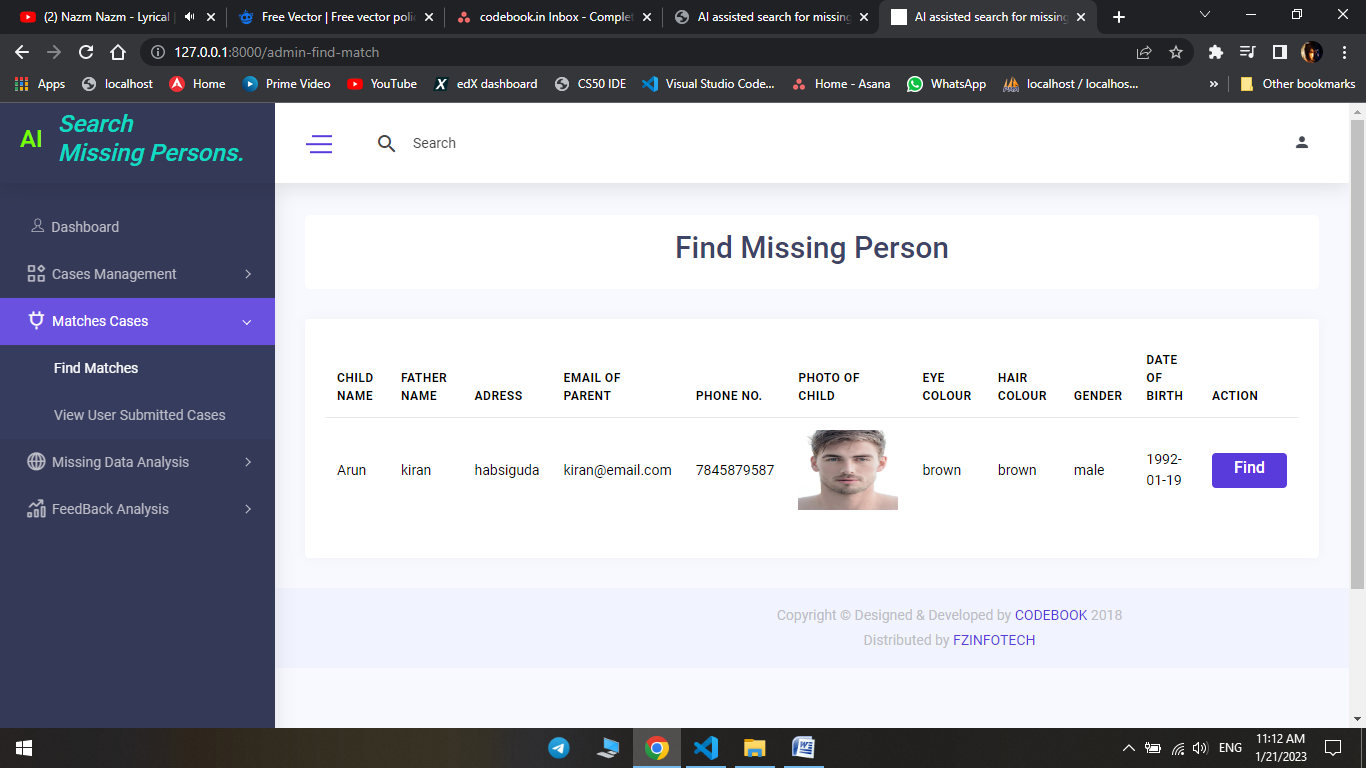 (2) Nazm Nazm - Lyrical
Free Vector | Free vector polic
codebook.in Inbox - Complet
AI assisted search for missing
AI assisted search for missing
127.0.0.1:8000/admin-find-match
Apps
localhost
Home
Prime Video
YouTube
edX dashboard
CS50 IDE
Visual Studio Code...
Home - Asana
WhatsApp
localhost / localhos...
»
Other bookmarks
AI Search
Missing Persons.
Search
Dashboard
Cases Management
Matches Cases
Find Matches
View User Submitted Cases
Missing Data Analysis
FeedBack Analysis
Find Missing Person
CHILD
NAME
FATHER
NAME
ADRESS
EMAIL OF
PARENT
PHONE NO.
PHOTO OF
CHILD
EYE
COLOUR
HAIR
COLOUR
GENDER
DATE
OF
BIRTH
ACTION
Arun
kiran
habsiguda
kiran@email.com
7845879587
brown
brown
male
1992-
01-19
Find
Copyright © Designed & Developed by CODEBOOK 2018
Distributed by FZINFOTECH
ENG
11:12 AM
1/21/2023